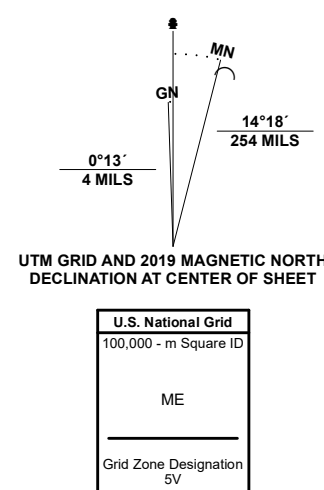 MN
GN
14°18´
254 MILS
0°13´
4 MILS
UTM GRID AND 2019 MAGNETIC NORTH
DECLINATION AT CENTER OF SHEET
U.S. National Grid
100,000 - m Square ID
ME
Grid Zone Designation
5V